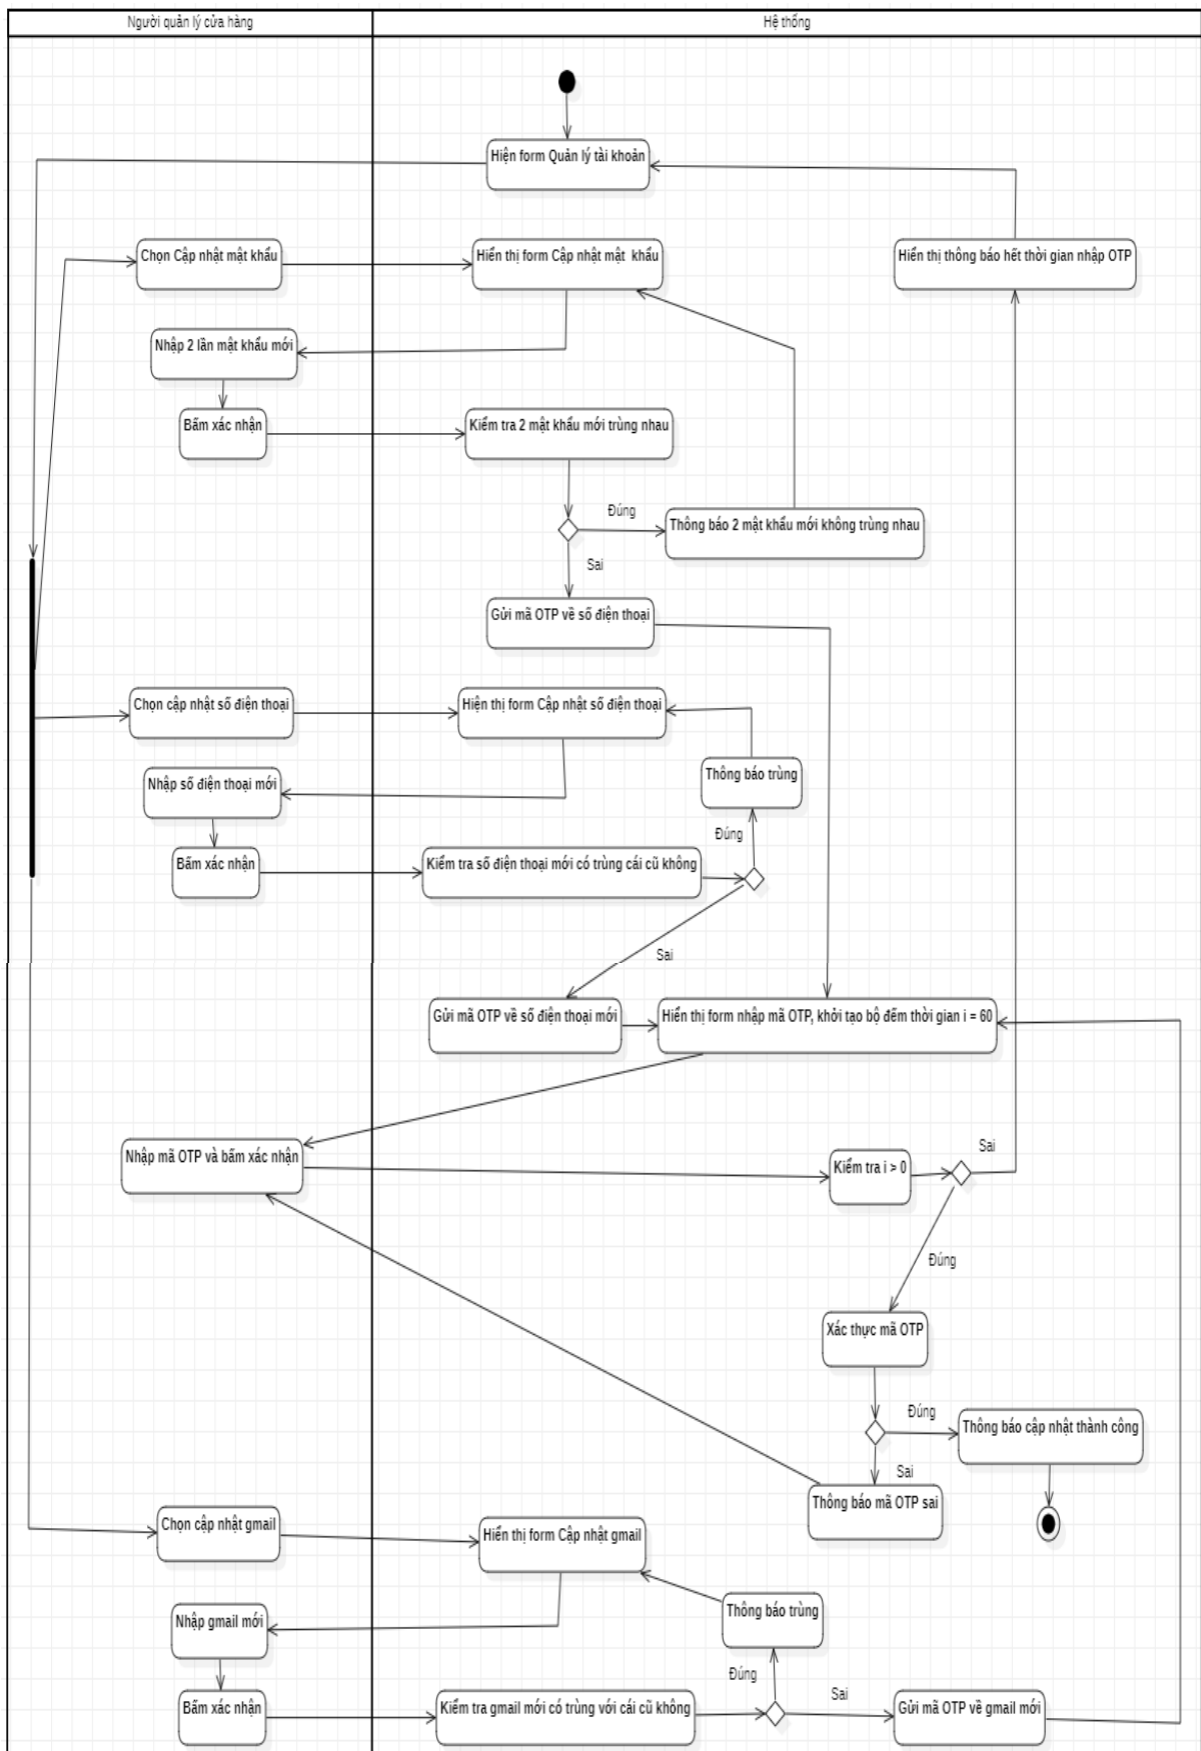 Người quản lý cửa hàng
Hệ thống
Hiện form Quản lý tài khoản
Chọn Cập nhật mật khẩu
Hiển thị form Cập nhật mật khẩu
Hiển thị thông báo hết thời gian nhập OTP
Nhập 2 lần mật khẩu mới
Bấm xác nhận
Kiểm tra 2 mật khẩu mới trùng nhau
Đúng
Thông báo 2 mật khẩu mới không trùng nhau
Sai
Gửi mã OTP về số điện thoại
Chọn cập nhật số điện thoại
Hiện thị form Cập nhật số điện thoại
Nhập số điện thoại mới
Thông báo trùng
Đúng
Bấm xác nhận
Kiểm tra số điện thoại mới có trùng cái cũ không
Sai
Gửi mã OTP về số điện thoại mới
Hiển thị form nhập mã OTP, khởi tạo bộ đếm thời gian i = 60
Nhập mã OTP và bấm xác nhận
Kiểm tra i > 0
Sai
Đúng
Xác thực mã OTP
Đúng
Thông báo cập nhật thành công
Sai
Thông báo mã OTP sai
Chọn cập nhật gmail
Hiển thị form Cập nhật gmail
Nhập gmail mới
Thông báo trùng
Đúng
Bấm xác nhận
Kiểm tra gmail mới có trùng với cái cũ không
Sai
Gửi mã OTP về gmail mới